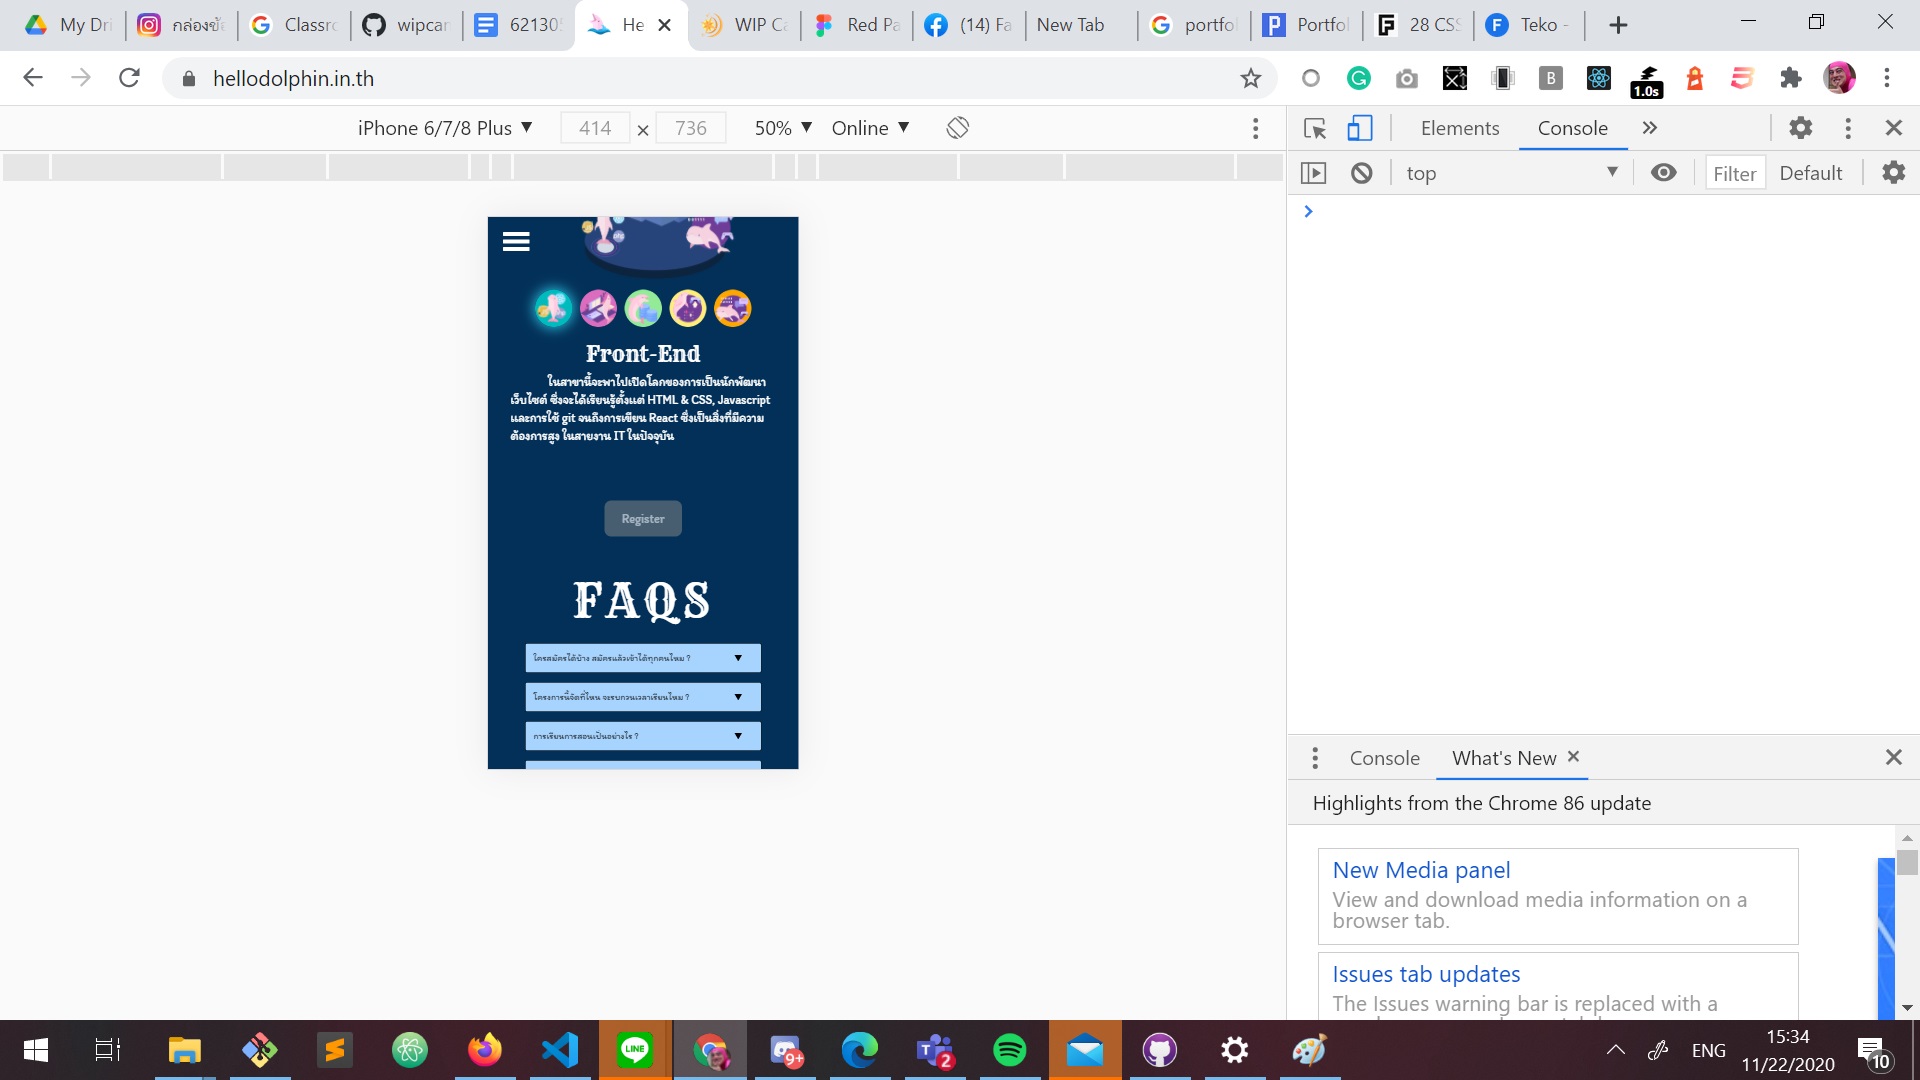 My Dri
กล่องข้อ
Classro
wipcar
621305
He
WIP Ca
Red Pa
(14) Fa
New Tab
portfol
Portfol
28 CSS
Teko -
hellodolphin.in.th
1.0s
iPhone 6/7/8 Plus
414 × 736
50%
Online
Elements
Console
top
Filter
Default
Front-End
ในสาขานี้จะพาไปเปิดโลกของการเป็นนักพัฒนา
เว็บไซต์ ซึ่งจะได้เรียนรู้ตั้งแต่ HTML & CSS, Javascript
และการใช้ git จนถึงการเขียน React ซึ่งเป็นสิ่งที่มีความ
ต้องการสูง ในสายงาน IT ในปัจจุบัน
Register
FAQS
ใครสมัครได้บ้าง สมัครแล้วเข้าได้ทุกคนไหม ?
โครงการนี้จัดที่ไหน จะรบกวนเวลาเรียนไหม ?
การเรียนการสอนเป็นอย่างไร ?
Console
What's New
Highlights from the Chrome 86 update
New Media panel
View and download media information on a
browser tab.
Issues tab updates
The Issues warning bar is replaced with a
LINE
9+
2
ENG
15:34
11/22/2020
10